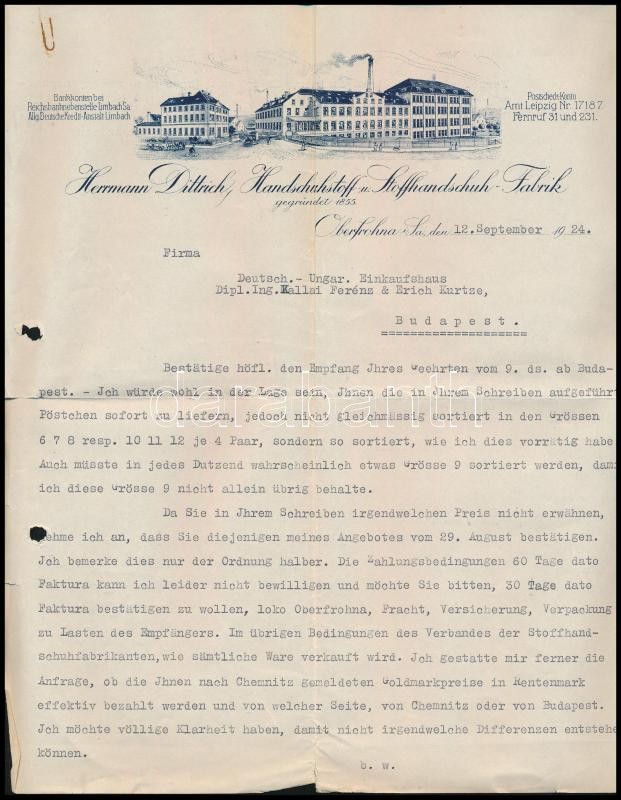 Bankkonten bei
Reichsbanknebenstelle Limbach Sa.
Allg. Deutsche Kredit-Anstalt Limbach
Postscheck-Konto
Amt Leipzig Nr. 17187.
Fernruf 31 und 231.
Herrmann Dittrich, Handschuhstoff- u. Stoffhandschuh-Fabrik
gegründet 1855.
Oberfrohna i. Sa., den 12.September 1924.
Firma
Deutsch.- Ungar. Einkaufshaus
Dipl.Ing.Kallai Ferénz & Erich Kurtze,
Budapest.
Bestätige höfl. den Empfang Jhres Geehrten vom 9. ds. ab Buda-
pest. - Jch würde wohl in der Lage sein, Jhnen die in Jhrem Schreiben aufgeführt
Pöstchen sofort zu liefern, jedoch nicht gleichmässig sortiert in den Grössen
6 7 8 resp. 10 11 12 je 4 Paar, sondern so sortiert, wie ich dies vorrätig habe
Auch müsste in jedes Dutzend wahrscheinlich etwas Grösse 9 sortiert werden, dami
ich diese Grösse 9 nicht allein übrig behalte.
Da Sie in Jhrem Schreiben irgendwelchen Preis nicht erwähnen,
nehme ich an, dass Sie diejenigen meines Angebotes vom 29. August bestätigen.
Jch bemerke dies nur der Ordnung halber. Die Zahlungsbedingungen 60 Tage dato
Faktura kann ich leider nicht bewilligen und möchte Sie bitten, 30 Tage dato
Faktura bestätigen zu wollen, loko Oberfrohna, Fracht, Versicherung, Verpackung
zu Lasten des Empfängers. Im übrigen Bedingungen des Verbandes der Stoffhand-
schuhfabrikanten,wie sämtliche Ware verkauft wird. Jch gestatte mir ferner die
Anfrage, ob die Jhnen nach Chemnitz gemeldeten Goldmarkpreise in Rentenmark
effektiv bezahlt werden und von welcher Seite, von Chemnitz oder von Budapest.
Jch möchte völlige Klarheit haben, damit nicht irgendwelche Differenzen entstehe
können.
b. w.
darabanth